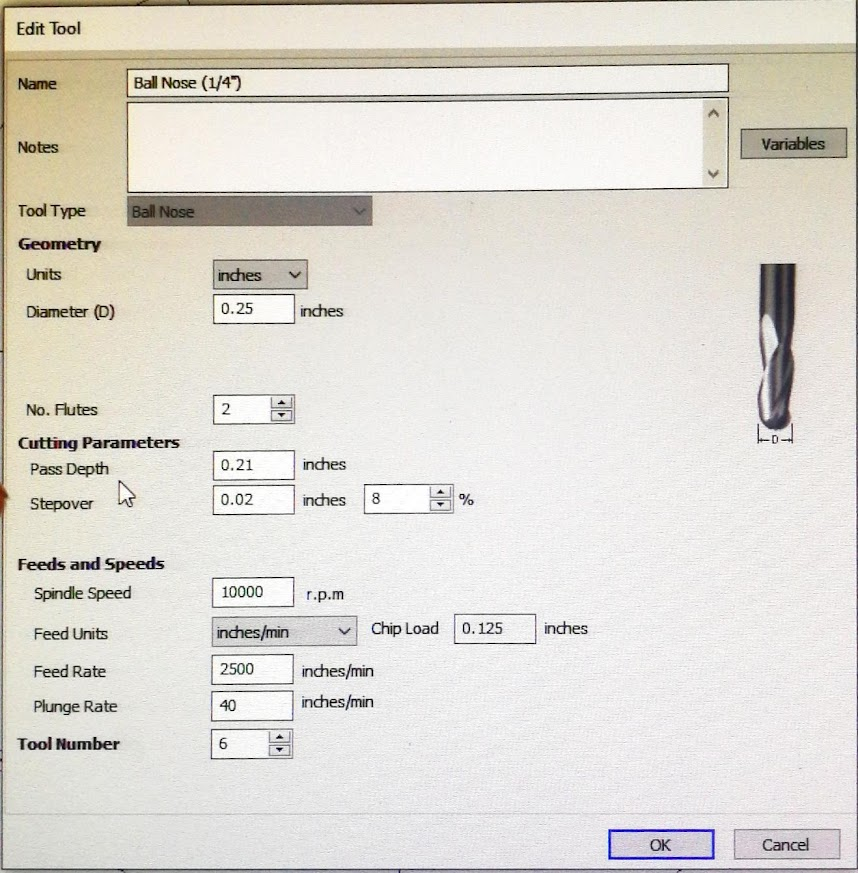 Edit Tool
Name Ball Nose (1/4")
Notes
Variables
Tool Type Ball Nose
Geometry
Units inches
Diameter (D) 0.25 inches
No. Flutes 2
D
Cutting Parameters
Pass Depth 0.21 inches
Stepover 0.02 inches 8 %
Feeds and Speeds
Spindle Speed 10000 r.p.m
Feed Units inches/min Chip Load 0.125 inches
Feed Rate 2500 inches/min
Plunge Rate 40 inches/min
Tool Number 6
OK Cancel